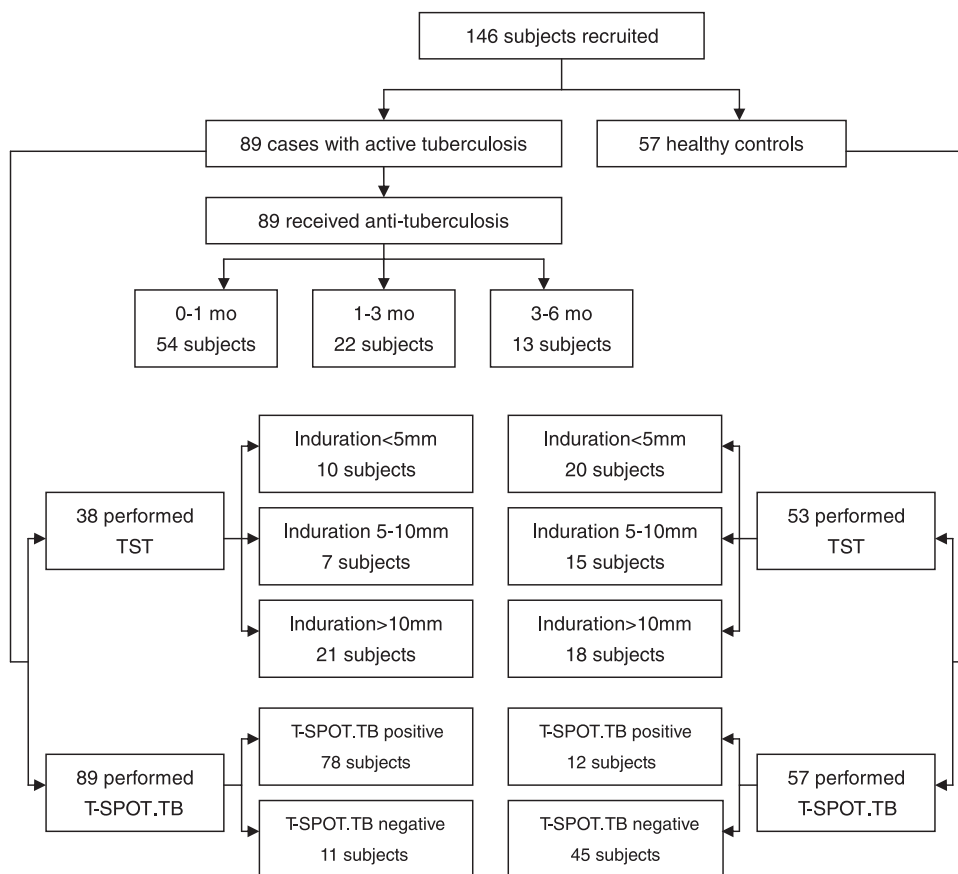 146 subjects recruited
89 cases with active tuberculosis
57 healthy controls
89 received anti-tuberculosis
0-1 mo
54 subjects
1-3 mo
22 subjects
3-6 mo
13 subjects
38 performed
TST
Induration<5mm
10 subjects
Induration 5-10mm
7 subjects
Induration>10mm
21 subjects
Induration<5mm
20 subjects
Induration 5-10mm
15 subjects
Induration>10mm
18 subjects
53 performed
TST
89 performed
T-SPOT.TB
T-SPOT.TB positive
78 subjects
T-SPOT.TB negative
11 subjects
T-SPOT.TB positive
12 subjects
T-SPOT.TB negative
45 subjects
57 performed
T-SPOT.TB